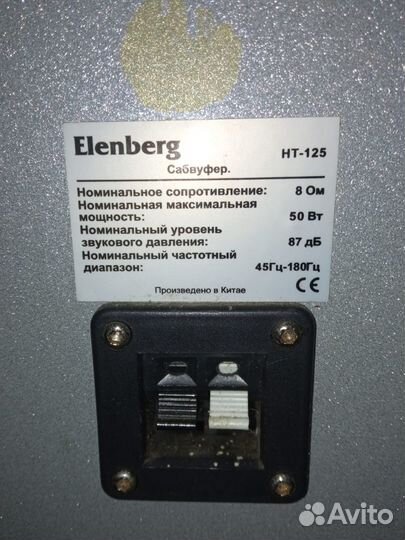 Elenberg HT-125
Сабвуфер.
Номинальное сопротивление: 8 Ом
Номинальная максимальная
мощность: 50 Вт
Номинальный уровень
звукового давления: 87 дБ
Номинальный частотный
диапазон: 45Гц-180Гц
Произведено в Китае CE
Avito